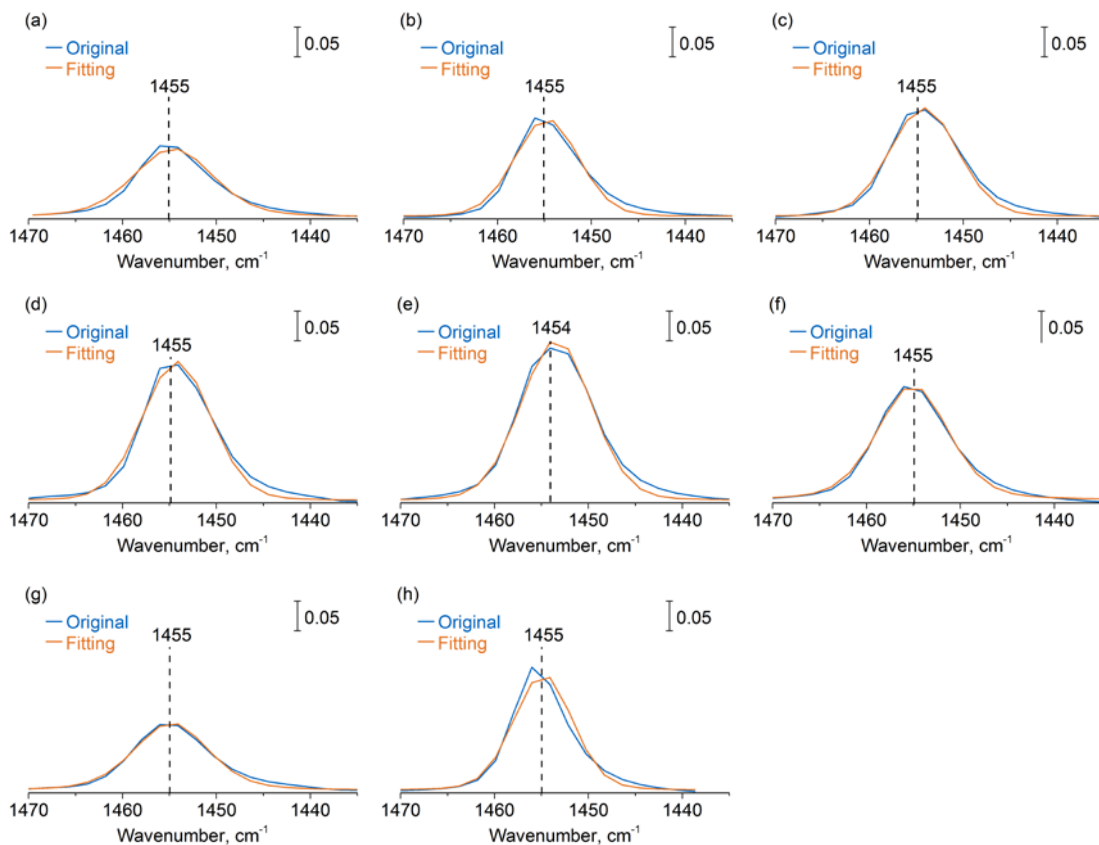 (a)
0.05
Original
Fitting
1455
1470 1460 1450 1440
Wavenumber, cm⁻¹
(b)
0.05
Original
Fitting
1455
1470 1460 1450 1440
Wavenumber, cm⁻¹
(c)
0.05
Original
Fitting
1455
1470 1460 1450 1440
Wavenumber, cm⁻¹
(d)
0.05
Original
Fitting
1455
1470 1460 1450 1440
Wavenumber, cm⁻¹
(e)
0.05
Original
Fitting
1454
1470 1460 1450 1440
Wavenumber, cm⁻¹
(f)
0.05
Original
Fitting
1455
1470 1460 1450 1440
Wavenumber, cm⁻¹
(g)
0.05
Original
Fitting
1455
1470 1460 1450 1440
Wavenumber, cm⁻¹
(h)
0.05
Original
Fitting
1455
1470 1460 1450 1440
Wavenumber, cm⁻¹